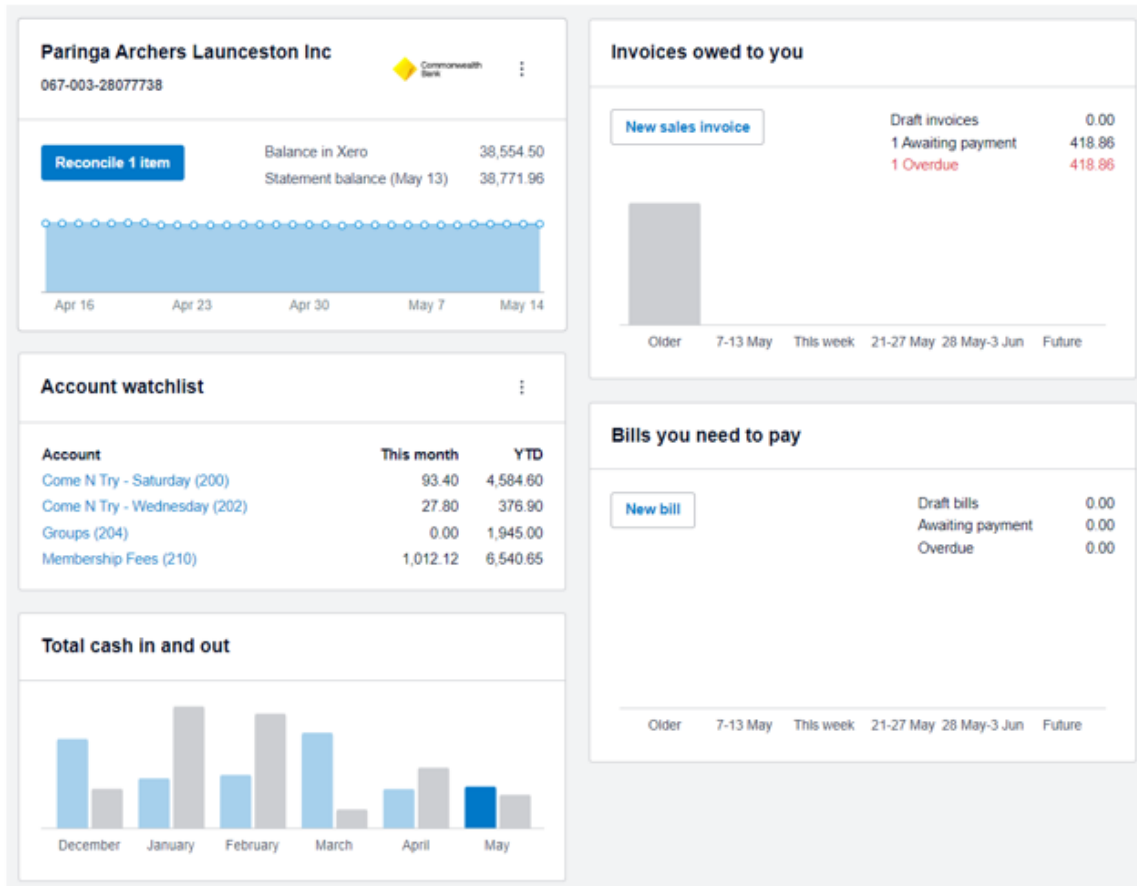 Paringa Archers Launceston Inc
067-003-28077738
Commonwealth
Bank
Reconcile 1 item
Balance in Xero 38,554.50
Statement balance (May 13) 38,771.96
Apr 16 Apr 23 Apr 30 May 7 May 14
Account watchlist
Account This month YTD
Come N Try - Saturday (200) 93.40 4,584.60
Come N Try - Wednesday (202) 27.80 376.90
Groups (204) 0.00 1,945.00
Membership Fees (210) 1,012.12 6,540.65
Total cash in and out
December January February March April May
Invoices owed to you
New sales invoice
Draft invoices 0.00
1 Awaiting payment 418.86
1 Overdue 418.86
Older 7-13 May This week 21-27 May 28 May-3 Jun Future
Bills you need to pay
New bill
Draft bills 0.00
Awaiting payment 0.00
Overdue 0.00
Older 7-13 May This week 21-27 May 28 May-3 Jun Future